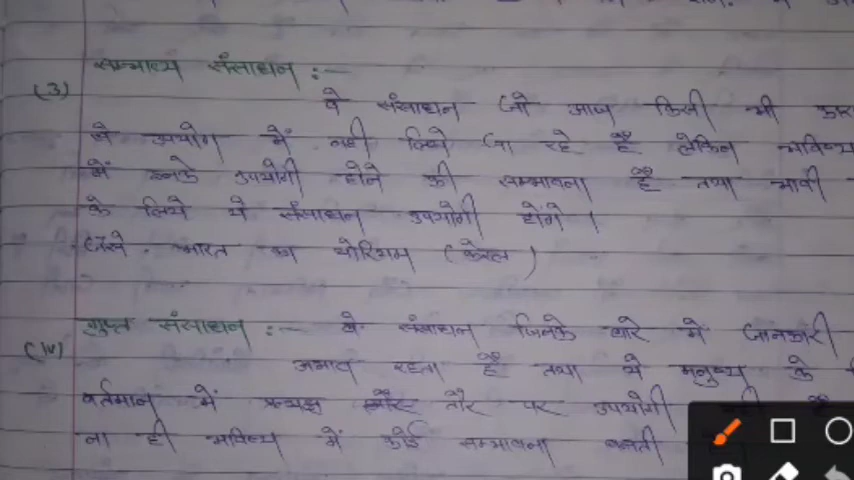 (3) सम्भाव्य संसाधन :-
वे संसाधन जो आज किसी भी
से उपयोग में नही लिये जा रहे हैं लेकिन भविष्य
में इनके उपयोगी होने की सम्भावना है तथा भावी
के लिये ये संसाधन उपयोगी होंगे ।
जैसे - भारत का थोरियम (केरल)
(iv) गुप्त संसाधन :- वे संसाधन जिनके बारे में जानकारी
अभाव रहता है तथा ये मनुष्य के
वर्तमान में प्रत्यक्ष तौर पर उपयोगी
ना ही भविष्य में कोई सम्भावना बनती